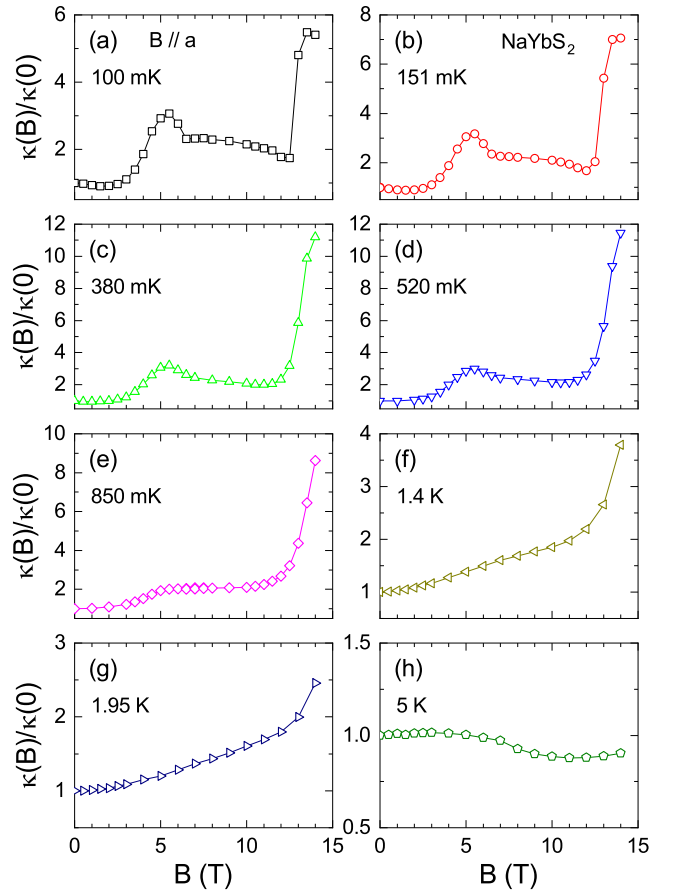 (a) B // a
100 mK
κ(B)/κ(0)
6
4
2
(b) NaYbS₂
151 mK
8
6
4
2
0
(c)
380 mK
κ(B)/κ(0)
12
10
8
6
4
2
(d)
520 mK
12
10
8
6
4
2
(e)
850 mK
κ(B)/κ(0)
10
8
6
4
2
(f)
1.4 K
4
3
2
1
(g)
1.95 K
κ(B)/κ(0)
3
2
1
0 5 10 15
B (T)
(h)
5 K
1.5
1.0
0.5
0 5 10 15
B (T)